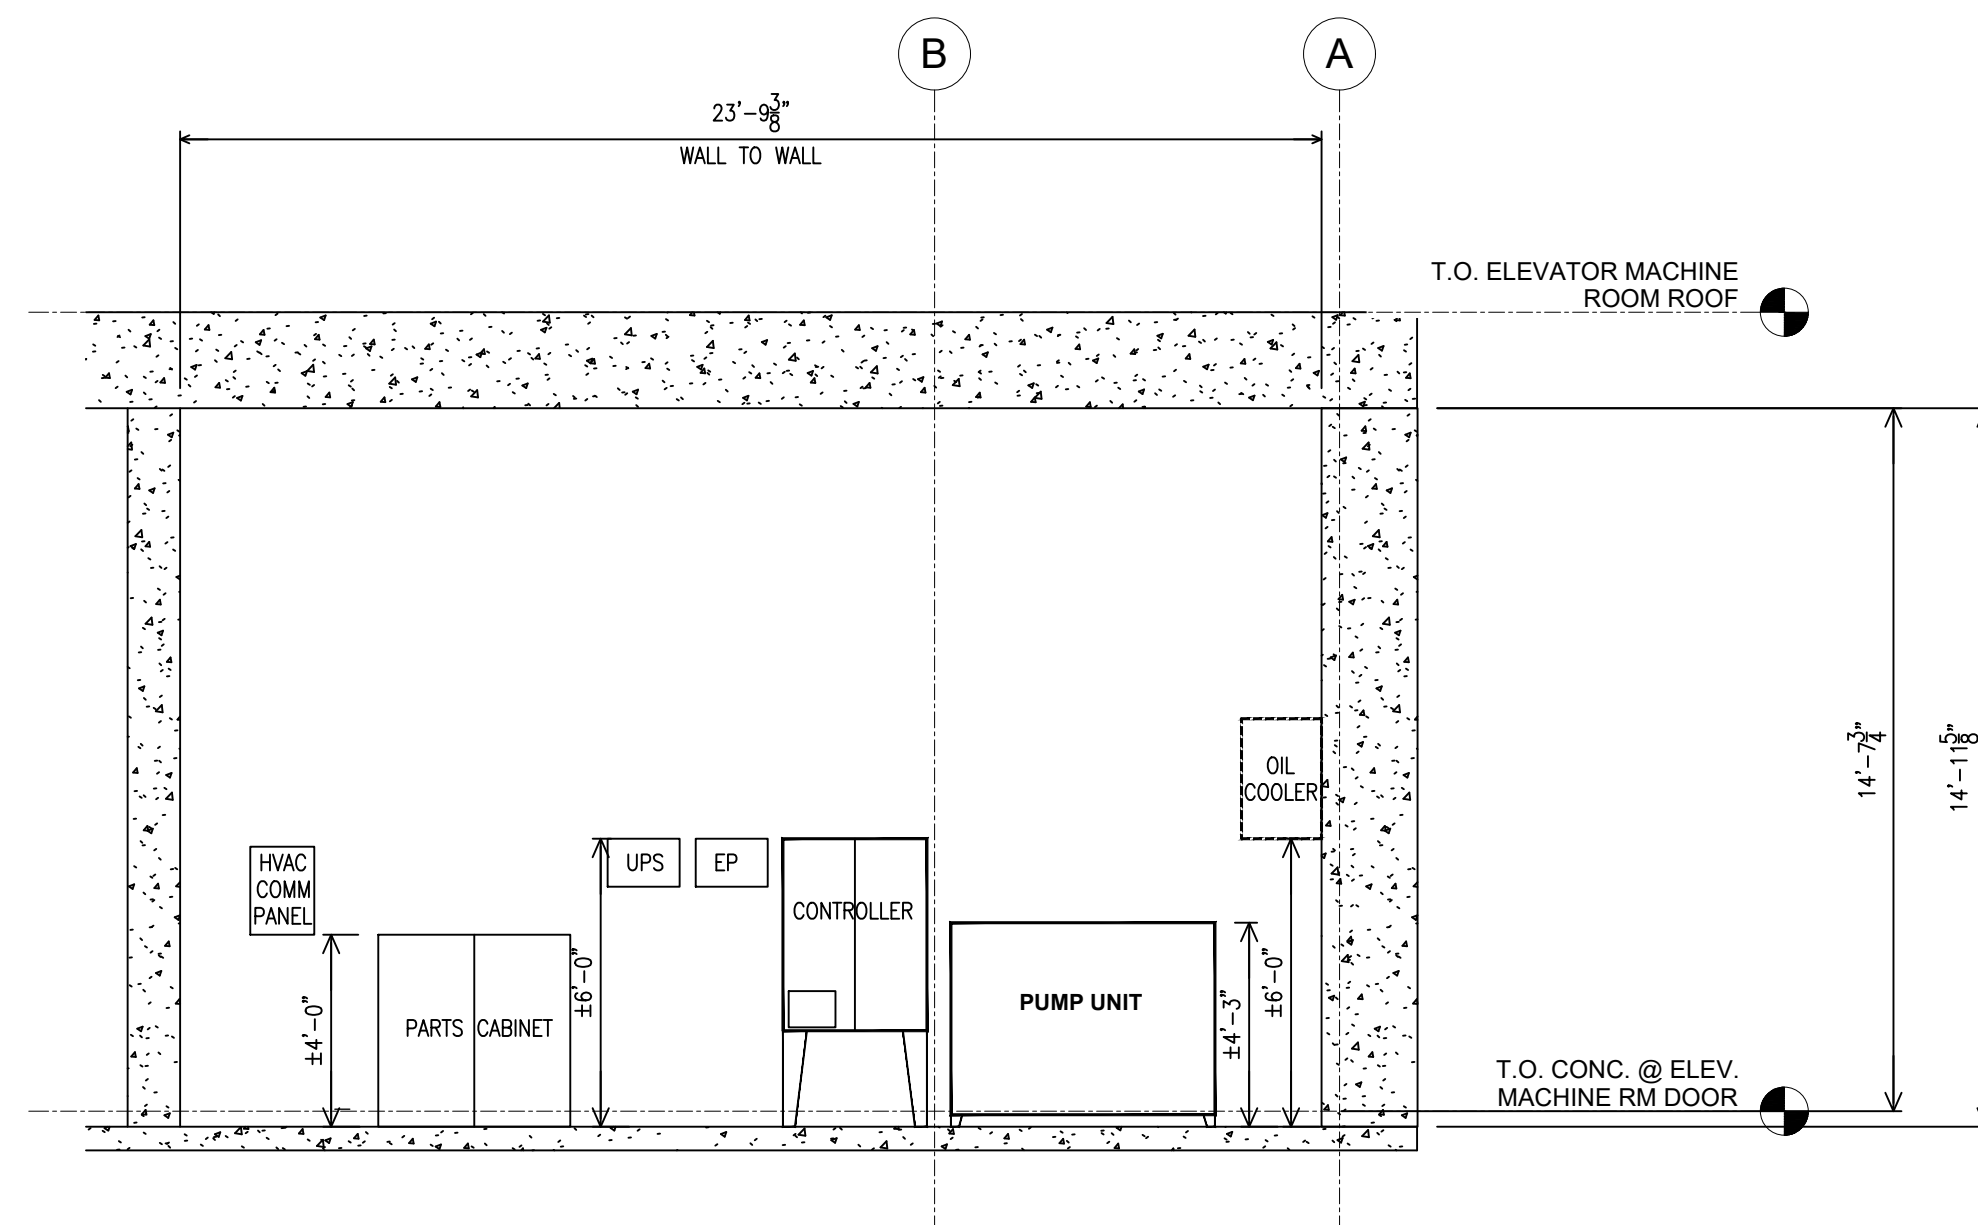 B
A
23'-9 3/8"
WALL TO WALL
T.O. ELEVATOR MACHINE
ROOM ROOF
14'-7 3/4"
14'-11 5/8"
OIL
COOLER
HVAC
COMM
PANEL
UPS
EP
CONTROLLER
±4'-0"
PARTS CABINET
±6'-0"
PUMP UNIT
±4'-3"
±6'-0"
T.O. CONC. @ ELEV.
MACHINE RM DOOR